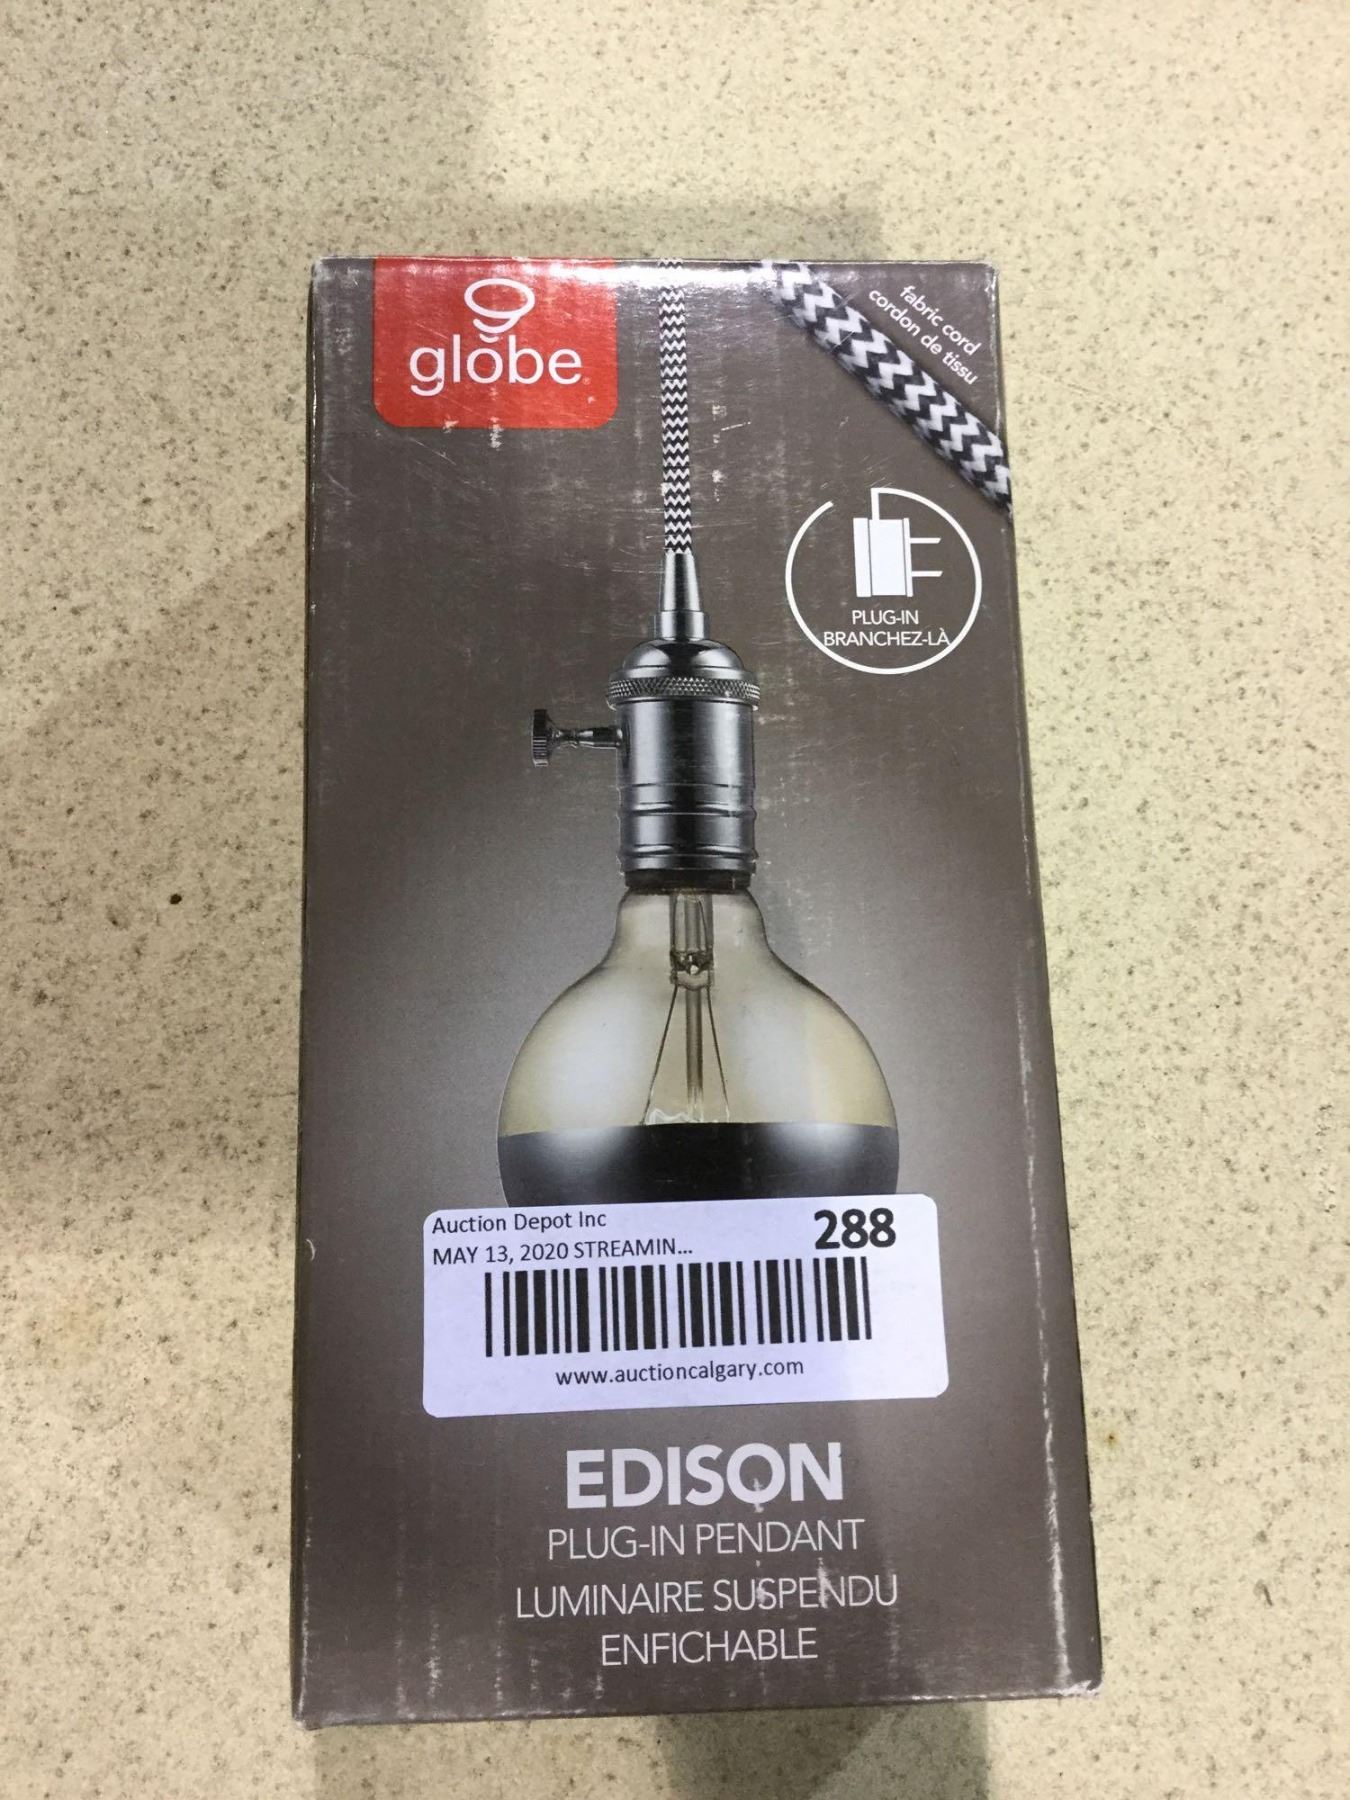 globe
fabric cord
cordon de tissu
PLUG-IN
BRANCHEZ-LÀ
Auction Depot Inc
288
MAY 13, 2020 STREAMIN...
www.auctioncalgary.com
EDISON
PLUG-IN PENDANT
LUMINAIRE SUSPENDU
ENFICHABLE